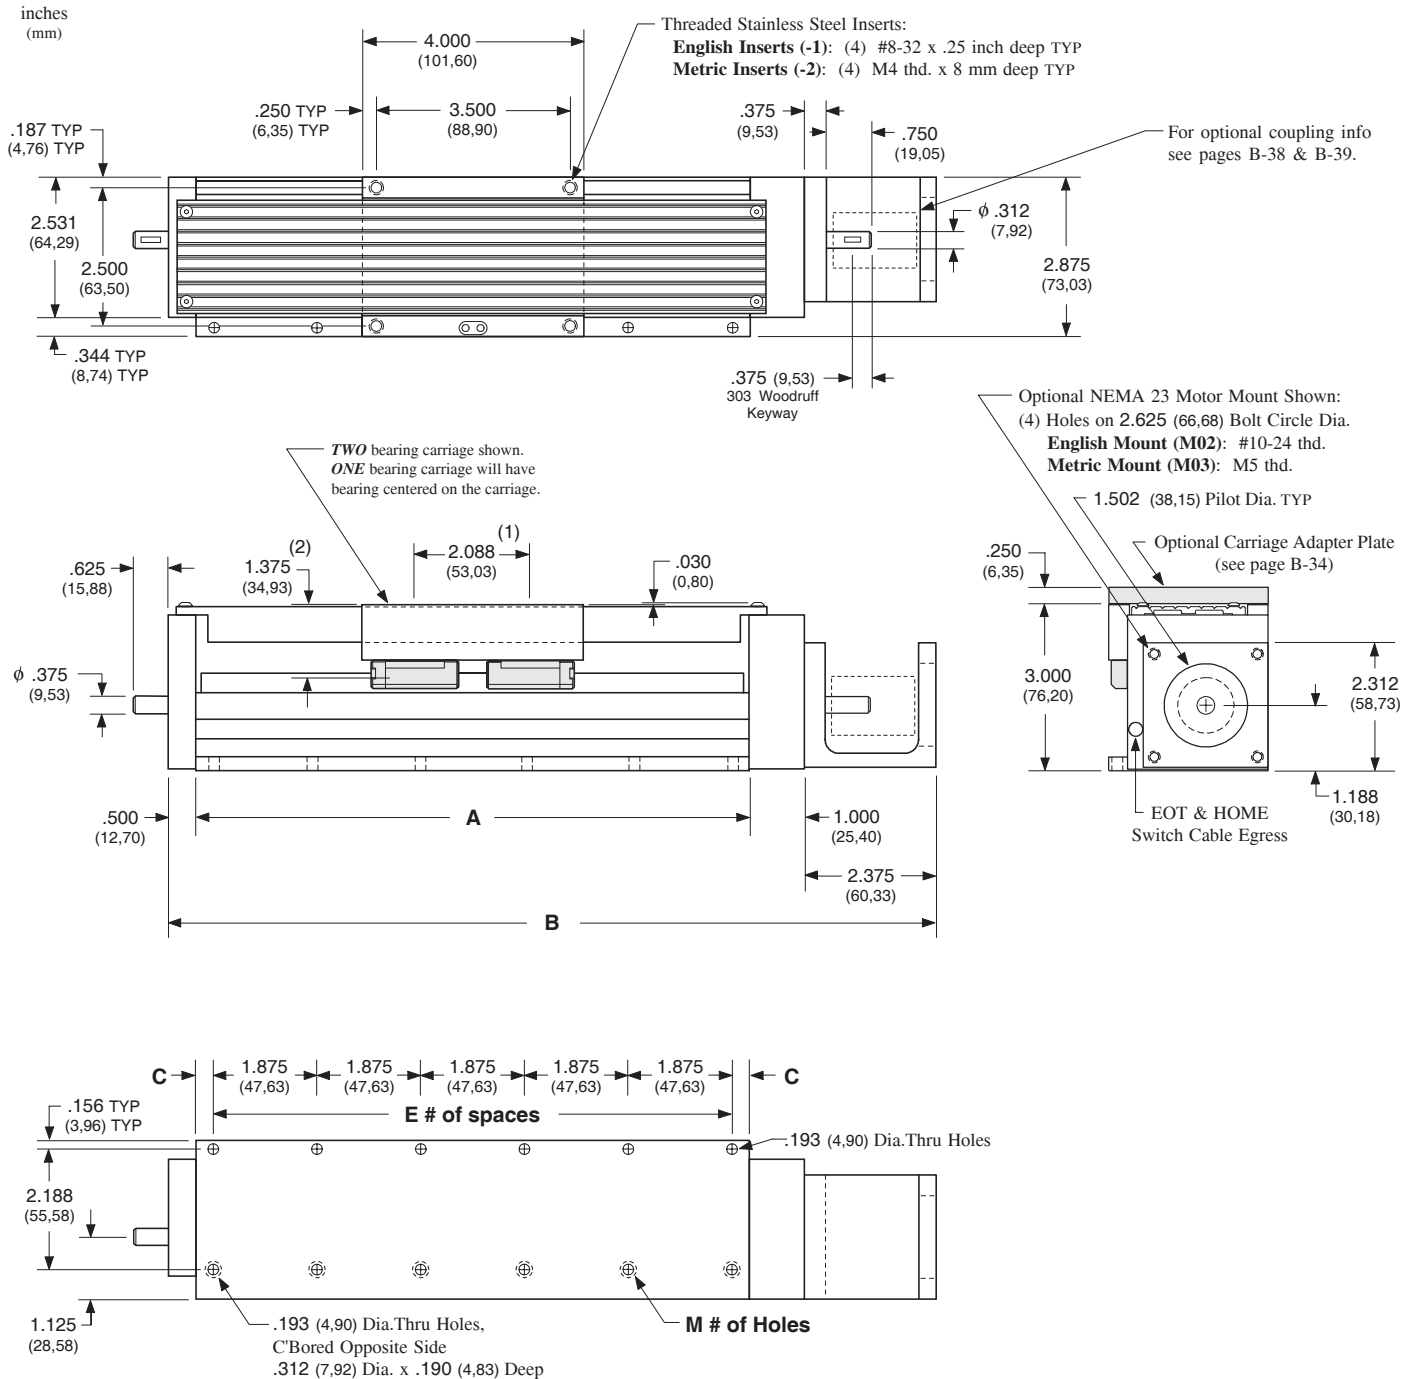 inches
(mm)
4.000
(101,60)
Threaded Stainless Steel Inserts:
English Inserts (-1): (4) #8-32 x .25 inch deep TYP
Metric Inserts (-2): (4) M4 thd. x 8 mm deep TYP
.250 TYP
(6,35) TYP
3.500
(88,90)
.375
(9,53)
.750
(19,05)
.187 TYP
(4,76) TYP
For optional coupling info
see pages B-38 & B-39.
2.531
(64,29)
2.500
(63,50)
ϕ .312
(7,92)
2.875
(73,03)
.344 TYP
(8,74) TYP
.375 (9,53)
303 Woodruff
Keyway
Optional NEMA 23 Motor Mount Shown:
(4) Holes on 2.625 (66,68) Bolt Circle Dia.
English Mount (M02): #10-24 thd.
Metric Mount (M03): M5 thd.
TWO bearing carriage shown.
ONE bearing carriage will have
bearing centered on the carriage.
1.502 (38,15) Pilot Dia. TYP
(2)
1.375
(34,93)
(1)
2.088
(53,03)
.030
(0,80)
.625
(15,88)
.250
(6,35)
Optional Carriage Adapter Plate
(see page B-34)
ϕ .375
(9,53)
3.000
(76,20)
2.312
(58,73)
1.188
(30,18)
.500
(12,70)
A
1.000
(25,40)
EOT & HOME
Switch Cable Egress
2.375
(60,33)
B
C
1.875
(47,63)
1.875
(47,63)
1.875
(47,63)
1.875
(47,63)
1.875
(47,63)
C
E # of spaces
.156 TYP
(3,96) TYP
.193 (4,90) Dia.Thru Holes
2.188
(55,58)
1.125
(28,58)
.193 (4,90) Dia.Thru Holes,
C'Bored Opposite Side
.312 (7,92) Dia. x .190 (4,83) Deep
M # of Holes